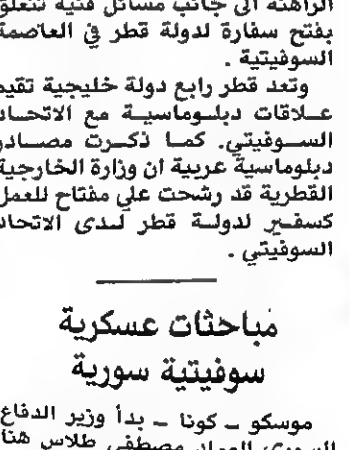 الراهنة الى جانب مسائل فنية تتعلق
بفتح سفارة لدولة قطر في العاصمة
السوفيتية .
وتعد قطر رابع دولة خليجية تقيم
علاقات دبلوماسية مع الاتحاد
السوفيتي. كما ذكرت مصادر
دبلوماسية عربية ان وزارة الخارجية
القطرية قد رشحت علي مفتاح للعمل
كسفير لدولة قطر لدى الاتحاد
السوفيتي .
مباحثات عسكرية
سوفيتية سورية
موسكو ـ كونا ـ بدأ وزير الدفاع
السوري العماد مصطفى طلاس هنا